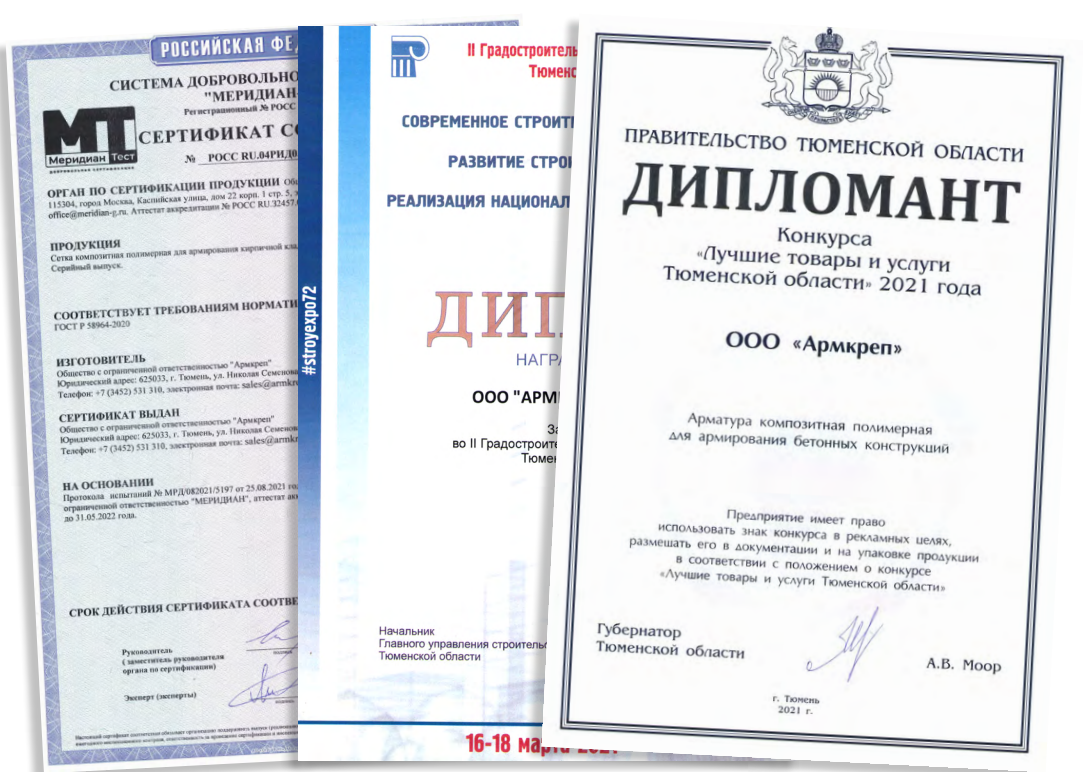 РОССИЙСКАЯ ФЕ
СИСТЕМА ДОБРОВОЛЬНО
"МЕРИДИАН-
Регистрационный № РОСС
МТ
Меридиан Тест
СЕРТИФИКАТ СО
№ РОСС RU.04РИД0
ОРГАН ПО СЕРТИФИКАЦИИ ПРОДУКЦИИ
115304, город Москва, Каспийская улица, дом 22 корп. 1 стр. 5,
office@meridian-g.ru. Аттестат аккредитации № РОСС RU.32457.
ПРОДУКЦИЯ
Сетка композитная полимерная для армирования кирпичной кла
Серийный выпуск.
СООТВЕТСТВУЕТ ТРЕБОВАНИЯМ НОРМАТИ
ГОСТ Р 58964-2020
ИЗГОТОВИТЕЛЬ
Общество с ограниченной ответственностью "Армкреп"
Юридический адрес: 625033, г. Тюмень, ул. Николая Семенова
Телефон: +7 (3452) 531 310, электронная почта: sales@armkre
СЕРТИФИКАТ ВЫДАН
Общество с ограниченной ответственностью "Армкреп"
Юридический адрес: 625033, г. Тюмень, ул. Николая Семенов
Телефон: +7 (3452) 531 310, электронная почта: sales@armkr
НА ОСНОВАНИИ
Протокола испытаний № МРД/082021/5197 от 25.08.2021 го
ограниченной ответственностью "МЕРИДИАН", аттестат ак
до 31.05.2022 года.
СРОК ДЕЙСТВИЯ СЕРТИФИКАТА СООТВЕ
Руководитель
(заместитель руководителя
органа по сертификации)
подпись
Эксперт (эксперты)
подпись
#stroyexpo72
II Градостроитель
Тюменс
СОВРЕМЕННОЕ СТРОИТ
РАЗВИТИЕ СТРО
РЕАЛИЗАЦИЯ НАЦИОНАЛ
ДИП
НАГРА
ООО "АРМ
За
во II Градостроите
Тюмен
Начальник
Главного управления строительс
Тюменской области
16-18 марта 2021
ПРАВИТЕЛЬСТВО ТЮМЕНСКОЙ ОБЛАСТИ
ДИПЛОМАНТ
Конкурса
«Лучшие товары и услуги
Тюменской области» 2021 года
ООО «Армкреп»
Арматура композитная полимерная
для армирования бетонных конструкций
Предприятие имеет право
использовать знак конкурса в рекламных целях,
размещать его в документации и на упаковке продукции
в соответствии с положением о конкурсе
«Лучшие товары и услуги Тюменской области»
Губернатор
Тюменской области
А.В. Моор
г. Тюмень
2021 г.